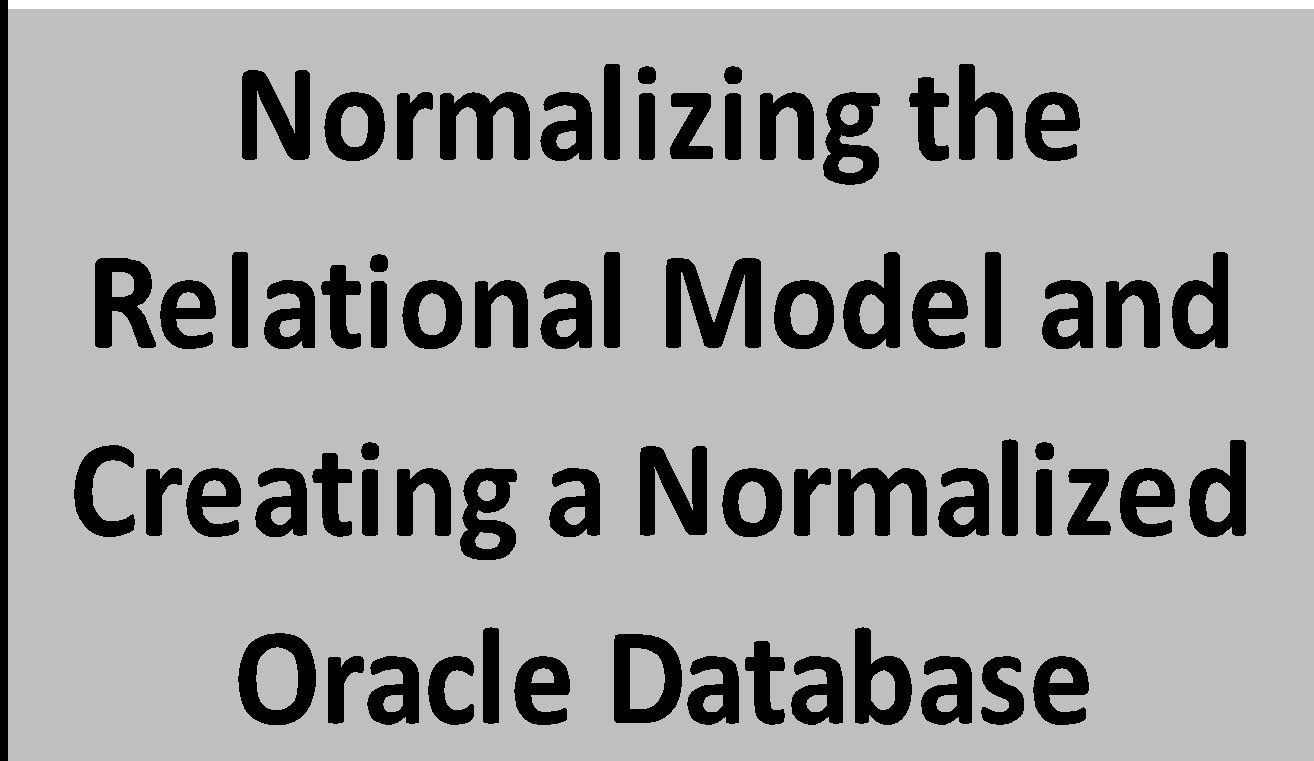 Normalizing the
Relational Model and
Creating a Normalized
Oracle Database